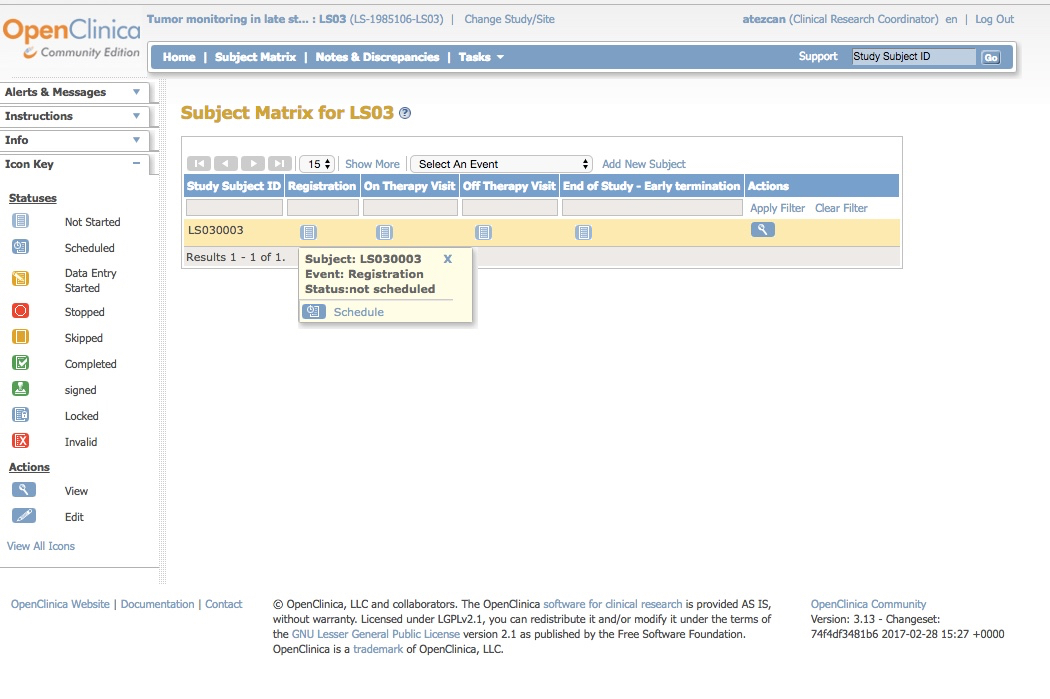 OpenClinica
Community Edition
Tumor monitoring in late st... : LS03 (LS-1985106-LS03) | Change Study/Site
atezcan (Clinical Research Coordinator) en | Log Out
Home | Subject Matrix | Notes & Discrepancies | Tasks
Support Study Subject ID Go
Alerts & Messages
Instructions
Info
Icon Key
Statuses
Not Started
Scheduled
Data Entry
Started
Stopped
Skipped
Completed
signed
Locked
Invalid
Actions
View
Edit
View All Icons
Subject Matrix for LS03 ?
15 Show More Select An Event Add New Subject
Study Subject ID Registration On Therapy Visit Off Therapy Visit End of Study - Early termination Actions
Apply Filter Clear Filter
LS030003
Results 1 - 1 of 1.
Subject: LS030003 X
Event: Registration
Status:not scheduled
Schedule
OpenClinica Website | Documentation | Contact
© OpenClinica, LLC and collaborators. The OpenClinica software for clinical research is provided AS IS,
without warranty. Licensed under LGPLv2.1, you can redistribute it and/or modify it under the terms of
the GNU Lesser General Public License version 2.1 as published by the Free Software Foundation.
OpenClinica is a trademark of OpenClinica, LLC.
OpenClinica Community
Version: 3.13 - Changeset:
74f4df3481b6 2017-02-28 15:27 +0000